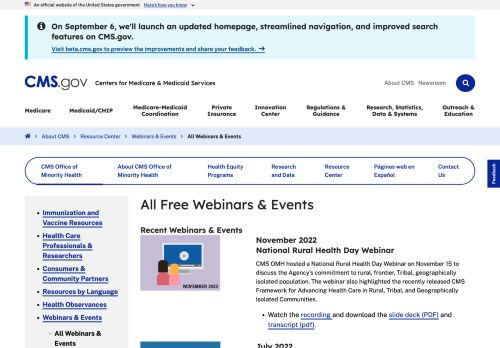 An official website of the United States government Here's how you know
On September 6, we'll launch an updated homepage, streamlined navigation, and improved search
features on CMS.gov.
Visit beta.cms.gov to preview the improvements and share your feedback.
CMS.gov Centers for Medicare & Medicaid Services
About CMS Newsroom
Medicare
Medicaid/CHIP
Medicare-Medicaid
Coordination
Private
Insurance
Innovation
Center
Regulations &
Guidance
Research, Statistics,
Data & Systems
Outreach &
Education
About CMS > Resource Center > Webinars & Events > All Webinars & Events
CMS Office of
Minority Health
About CMS Office of
Minority Health
Health Equity
Programs
Research
and Data
Resource
Center
Páginas web en
Español
Contact
Us
Feedback
Immunization and
Vaccine Resources
Health Care
Professionals &
Researchers
Consumers &
Community Partners
Resources by Language
Health Observances
Webinars & Events
All Webinars &
Events
All Free Webinars & Events
Recent Webinars & Events
NOVEMBER 2022
November 2022
National Rural Health Day Webinar
CMS OMH hosted a National Rural Health Day Webinar on November 15 to
discuss the Agency's commitment to rural, frontier, Tribal, geographically
isolated population. The webinar also highlighted the recently released CMS
Framework for Advancing Health Care in Rural, Tribal, and Geographically
Isolated Communities.
Watch the recording and download the slide deck (PDF) and
transcript (pdf).
July 2022